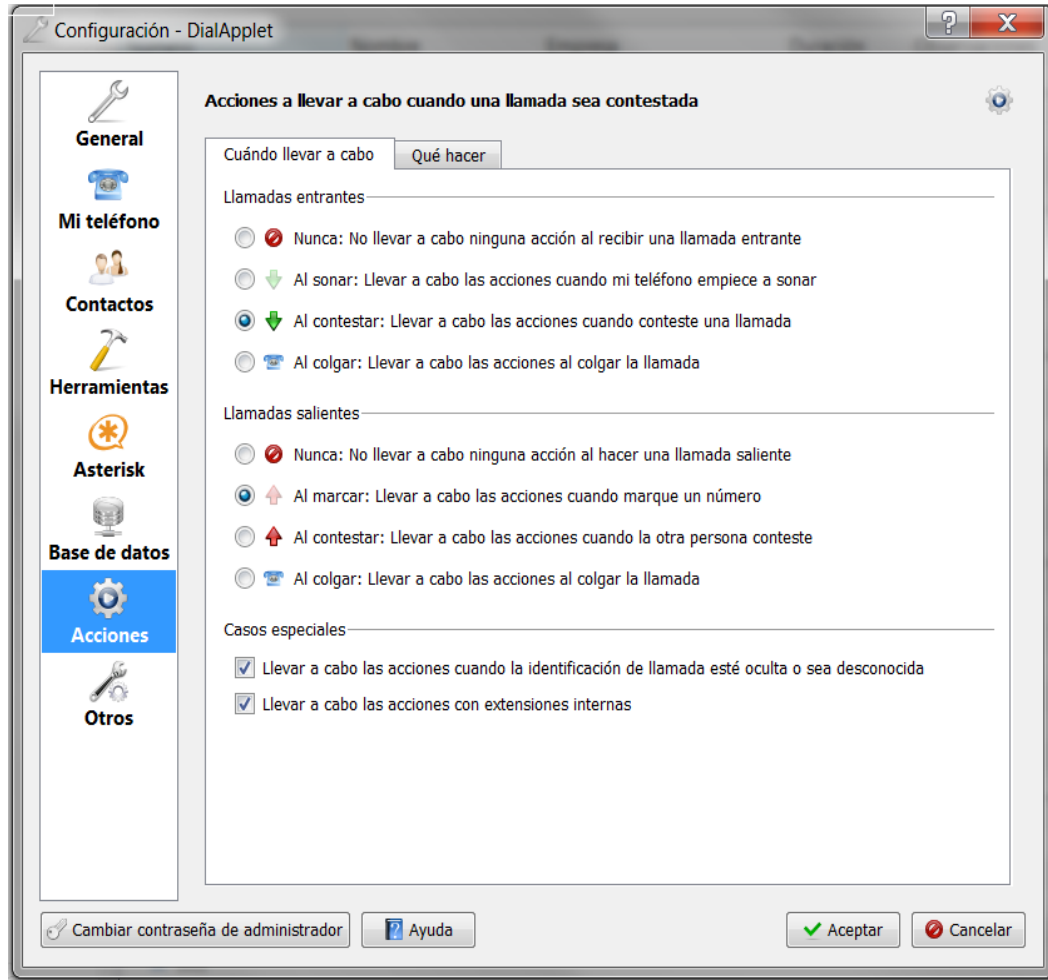 Configuración - DialApplet
General
Mi teléfono
Contactos
Herramientas
Asterisk
Base de datos
Acciones
Otros
Acciones a llevar a cabo cuando una llamada sea contestada
Cuándo llevar a cabo
Qué hacer
Llamadas entrantes
Nunca: No llevar a cabo ninguna acción al recibir una llamada entrante
Al sonar: Llevar a cabo las acciones cuando mi teléfono empiece a sonar
Al contestar: Llevar a cabo las acciones cuando conteste una llamada
Al colgar: Llevar a cabo las acciones al colgar la llamada
Llamadas salientes
Nunca: No llevar a cabo ninguna acción al hacer una llamada saliente
Al marcar: Llevar a cabo las acciones cuando marque un número
Al contestar: Llevar a cabo las acciones cuando la otra persona conteste
Al colgar: Llevar a cabo las acciones al colgar la llamada
Casos especiales
Llevar a cabo las acciones cuando la identificación de llamada esté oculta o sea desconocida
Llevar a cabo las acciones con extensiones internas
Cambiar contraseña de administrador
Ayuda
Aceptar
Cancelar